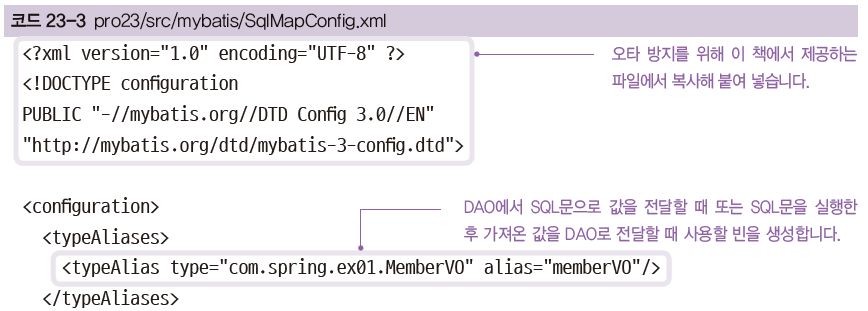 코드 23-3 pro23/src/mybatis/SqlMapConfig.xml
<?xml version="1.0" encoding="UTF-8" ?>
오타 방지를 위해 이 책에서 제공하는
파일에서 복사해 붙여 넣습니다.
<!DOCTYPE configuration
PUBLIC "-//mybatis.org//DTD Config 3.0//EN"
"http://mybatis.org/dtd/mybatis-3-config.dtd">
<configuration>
DAO에서 SQL문으로 값을 전달할 때 또는 SQL문을 실행한
후 가져온 값을 DAO로 전달할 때 사용할 빈을 생성합니다.
<typeAliases>
<typeAlias type="com.spring.ex01.MemberVO" alias="memberVO"/>
</typeAliases>